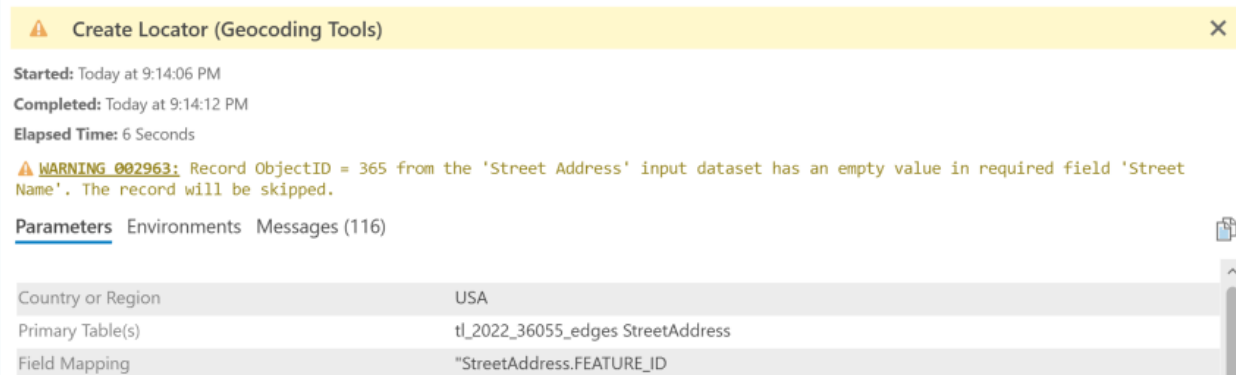 Create Locator (Geocoding Tools)
Started: Today at 9:14:06 PM
Completed: Today at 9:14:12 PM
Elapsed Time: 6 Seconds
WARNING 002963: Record ObjectID = 365 from the 'Street Address' input dataset has an empty value in required field 'Street
Name'. The record will be skipped.
Parameters Environments Messages (116)
Country or Region USA
Primary Table(s) tl_2022_36055_edges StreetAddress
Field Mapping "StreetAddress.FEATURE_ID